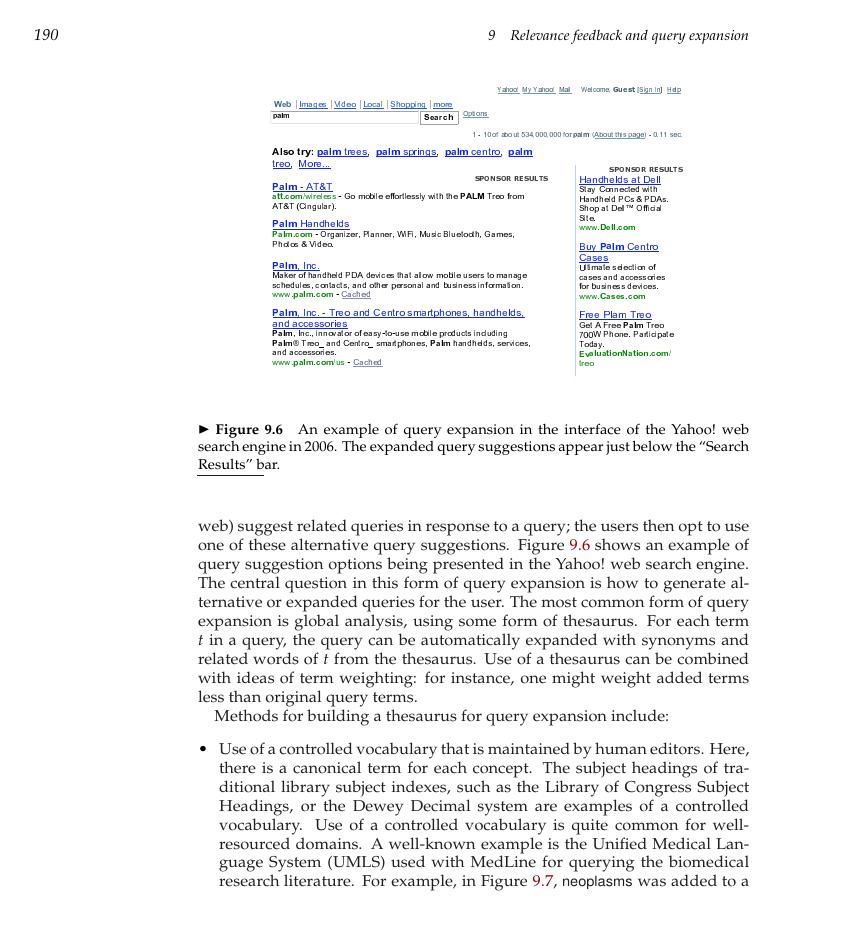 190
9 Relevance feedback and query expansion
Yahoo! My Yahoo! Mail Welcome, Guest [Sign In] Help
Web | Images | Video | Local | Shopping | more
palm
Search
Options
1 - 10 of about 534,000,000 for palm (About this page) - 0.11 sec.
Also try: palm trees, palm springs, palm centro, palm
treo, More...
SPONSOR RESULTS
Palm - AT&T
att.com/wireless - Go mobile effortlessly with the PALM Treo from
AT&T (Cingular).
Palm Handhelds
Palm.com - Organizer, Planner, WiFi, Music Bluetooth, Games,
Photos & Video.
Palm, Inc.
Maker of handheld PDA devices that allow mobile users to manage
schedules, contacts, and other personal and business information.
www.palm.com - Cached
Palm, Inc. - Treo and Centro smartphones, handhelds,
and accessories
Palm, Inc., innovator of easy-to-use mobile products including
Palm® Treo_ and Centro_ smartphones, Palm handhelds, services,
and accessories.
www.palm.com/us - Cached
SPONSOR RESULTS
Handhelds at Dell
Stay Connected with
Handheld PCs & PDAs.
Shop at Dell™ Official
Site.
www.Dell.com
Buy Palm Centro
Cases
Ultimate selection of
cases and accessories
for business devices.
www.Cases.com
Free Plam Treo
Get A Free Palm Treo
700W Phone. Participate
Today.
EvaluationNation.com/
treo
► Figure 9.6 An example of query expansion in the interface of the Yahoo! web
search engine in 2006. The expanded query suggestions appear just below the “Search
Results” bar.
web) suggest related queries in response to a query; the users then opt to use
one of these alternative query suggestions. Figure 9.6 shows an example of
query suggestion options being presented in the Yahoo! web search engine.
The central question in this form of query expansion is how to generate al-
ternative or expanded queries for the user. The most common form of query
expansion is global analysis, using some form of thesaurus. For each term
t in a query, the query can be automatically expanded with synonyms and
related words of t from the thesaurus. Use of a thesaurus can be combined
with ideas of term weighting: for instance, one might weight added terms
less than original query terms.
Methods for building a thesaurus for query expansion include:
• Use of a controlled vocabulary that is maintained by human editors. Here,
there is a canonical term for each concept. The subject headings of tra-
ditional library subject indexes, such as the Library of Congress Subject
Headings, or the Dewey Decimal system are examples of a controlled
vocabulary. Use of a controlled vocabulary is quite common for well-
resourced domains. A well-known example is the Unified Medical Lan-
guage System (UMLS) used with MedLine for querying the biomedical
research literature. For example, in Figure 9.7, neoplasms was added to a